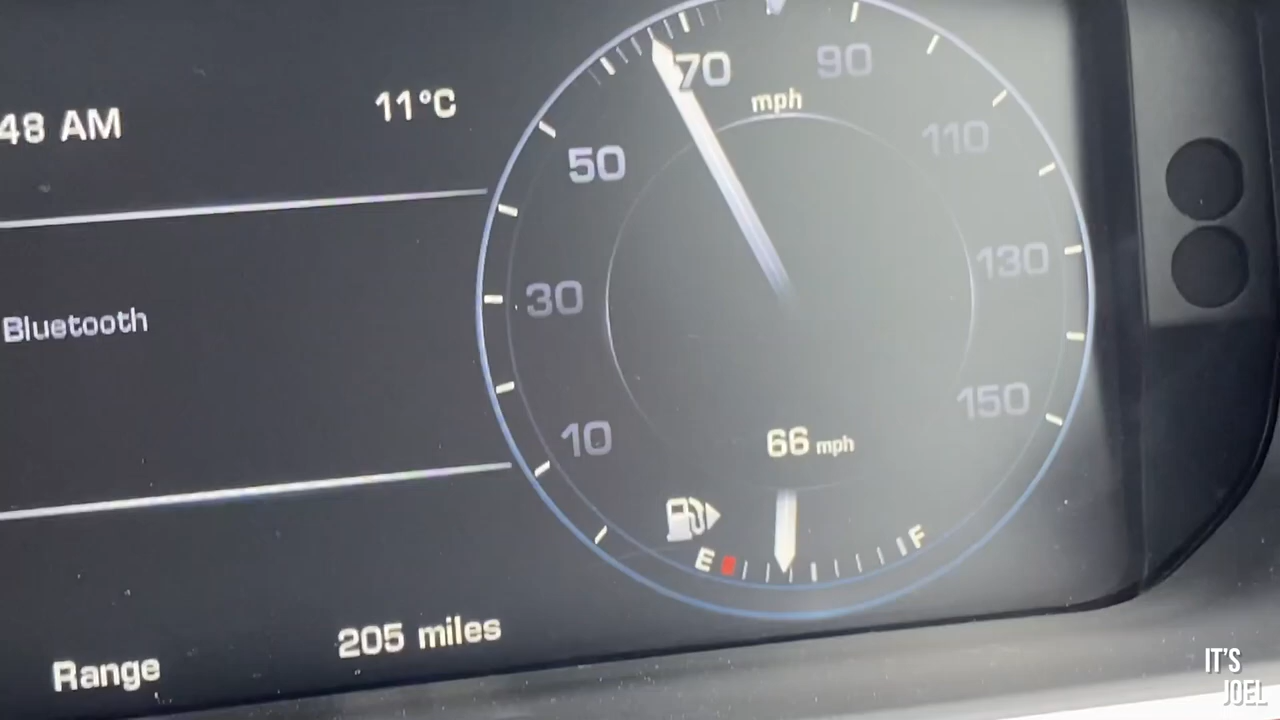 48 AM
11°C
70
90
mph
50
110
Bluetooth
30
130
10
150
66 mph
E
F
Range
205 miles
IT'S
JOEL